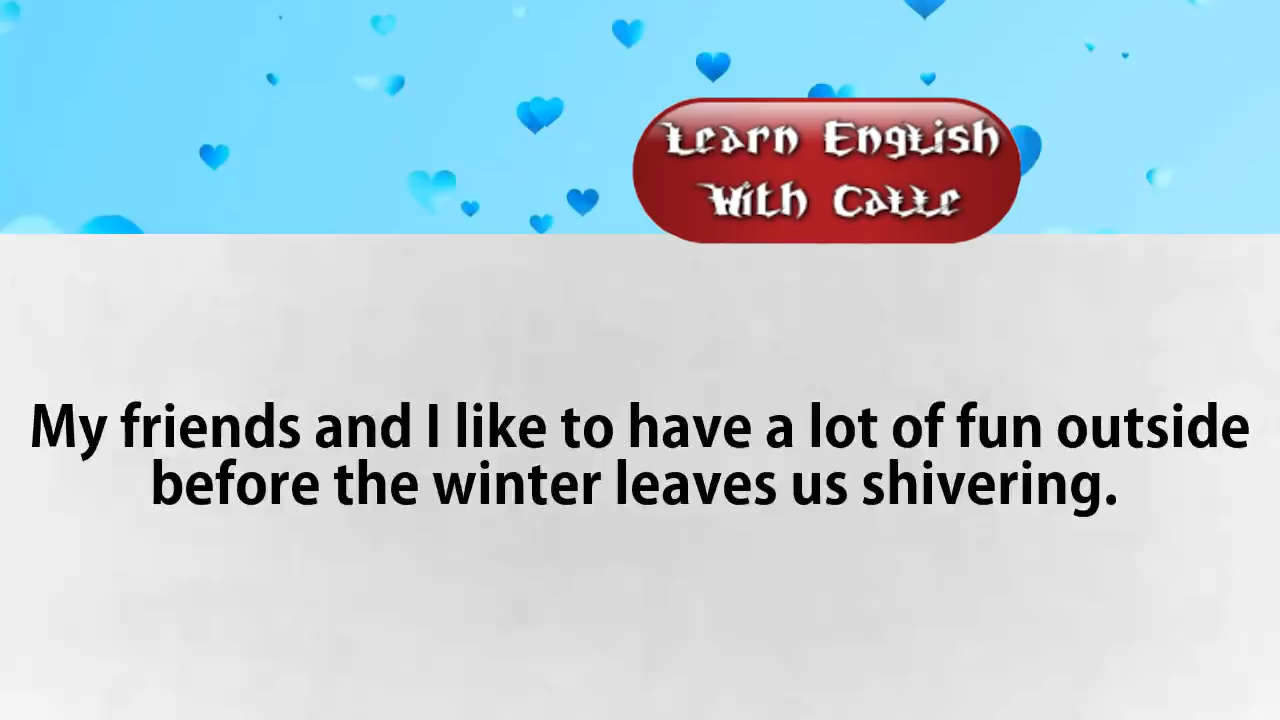 Learn English
With Calle
My friends and I like to have a lot of fun outside
before the winter leaves us shivering.